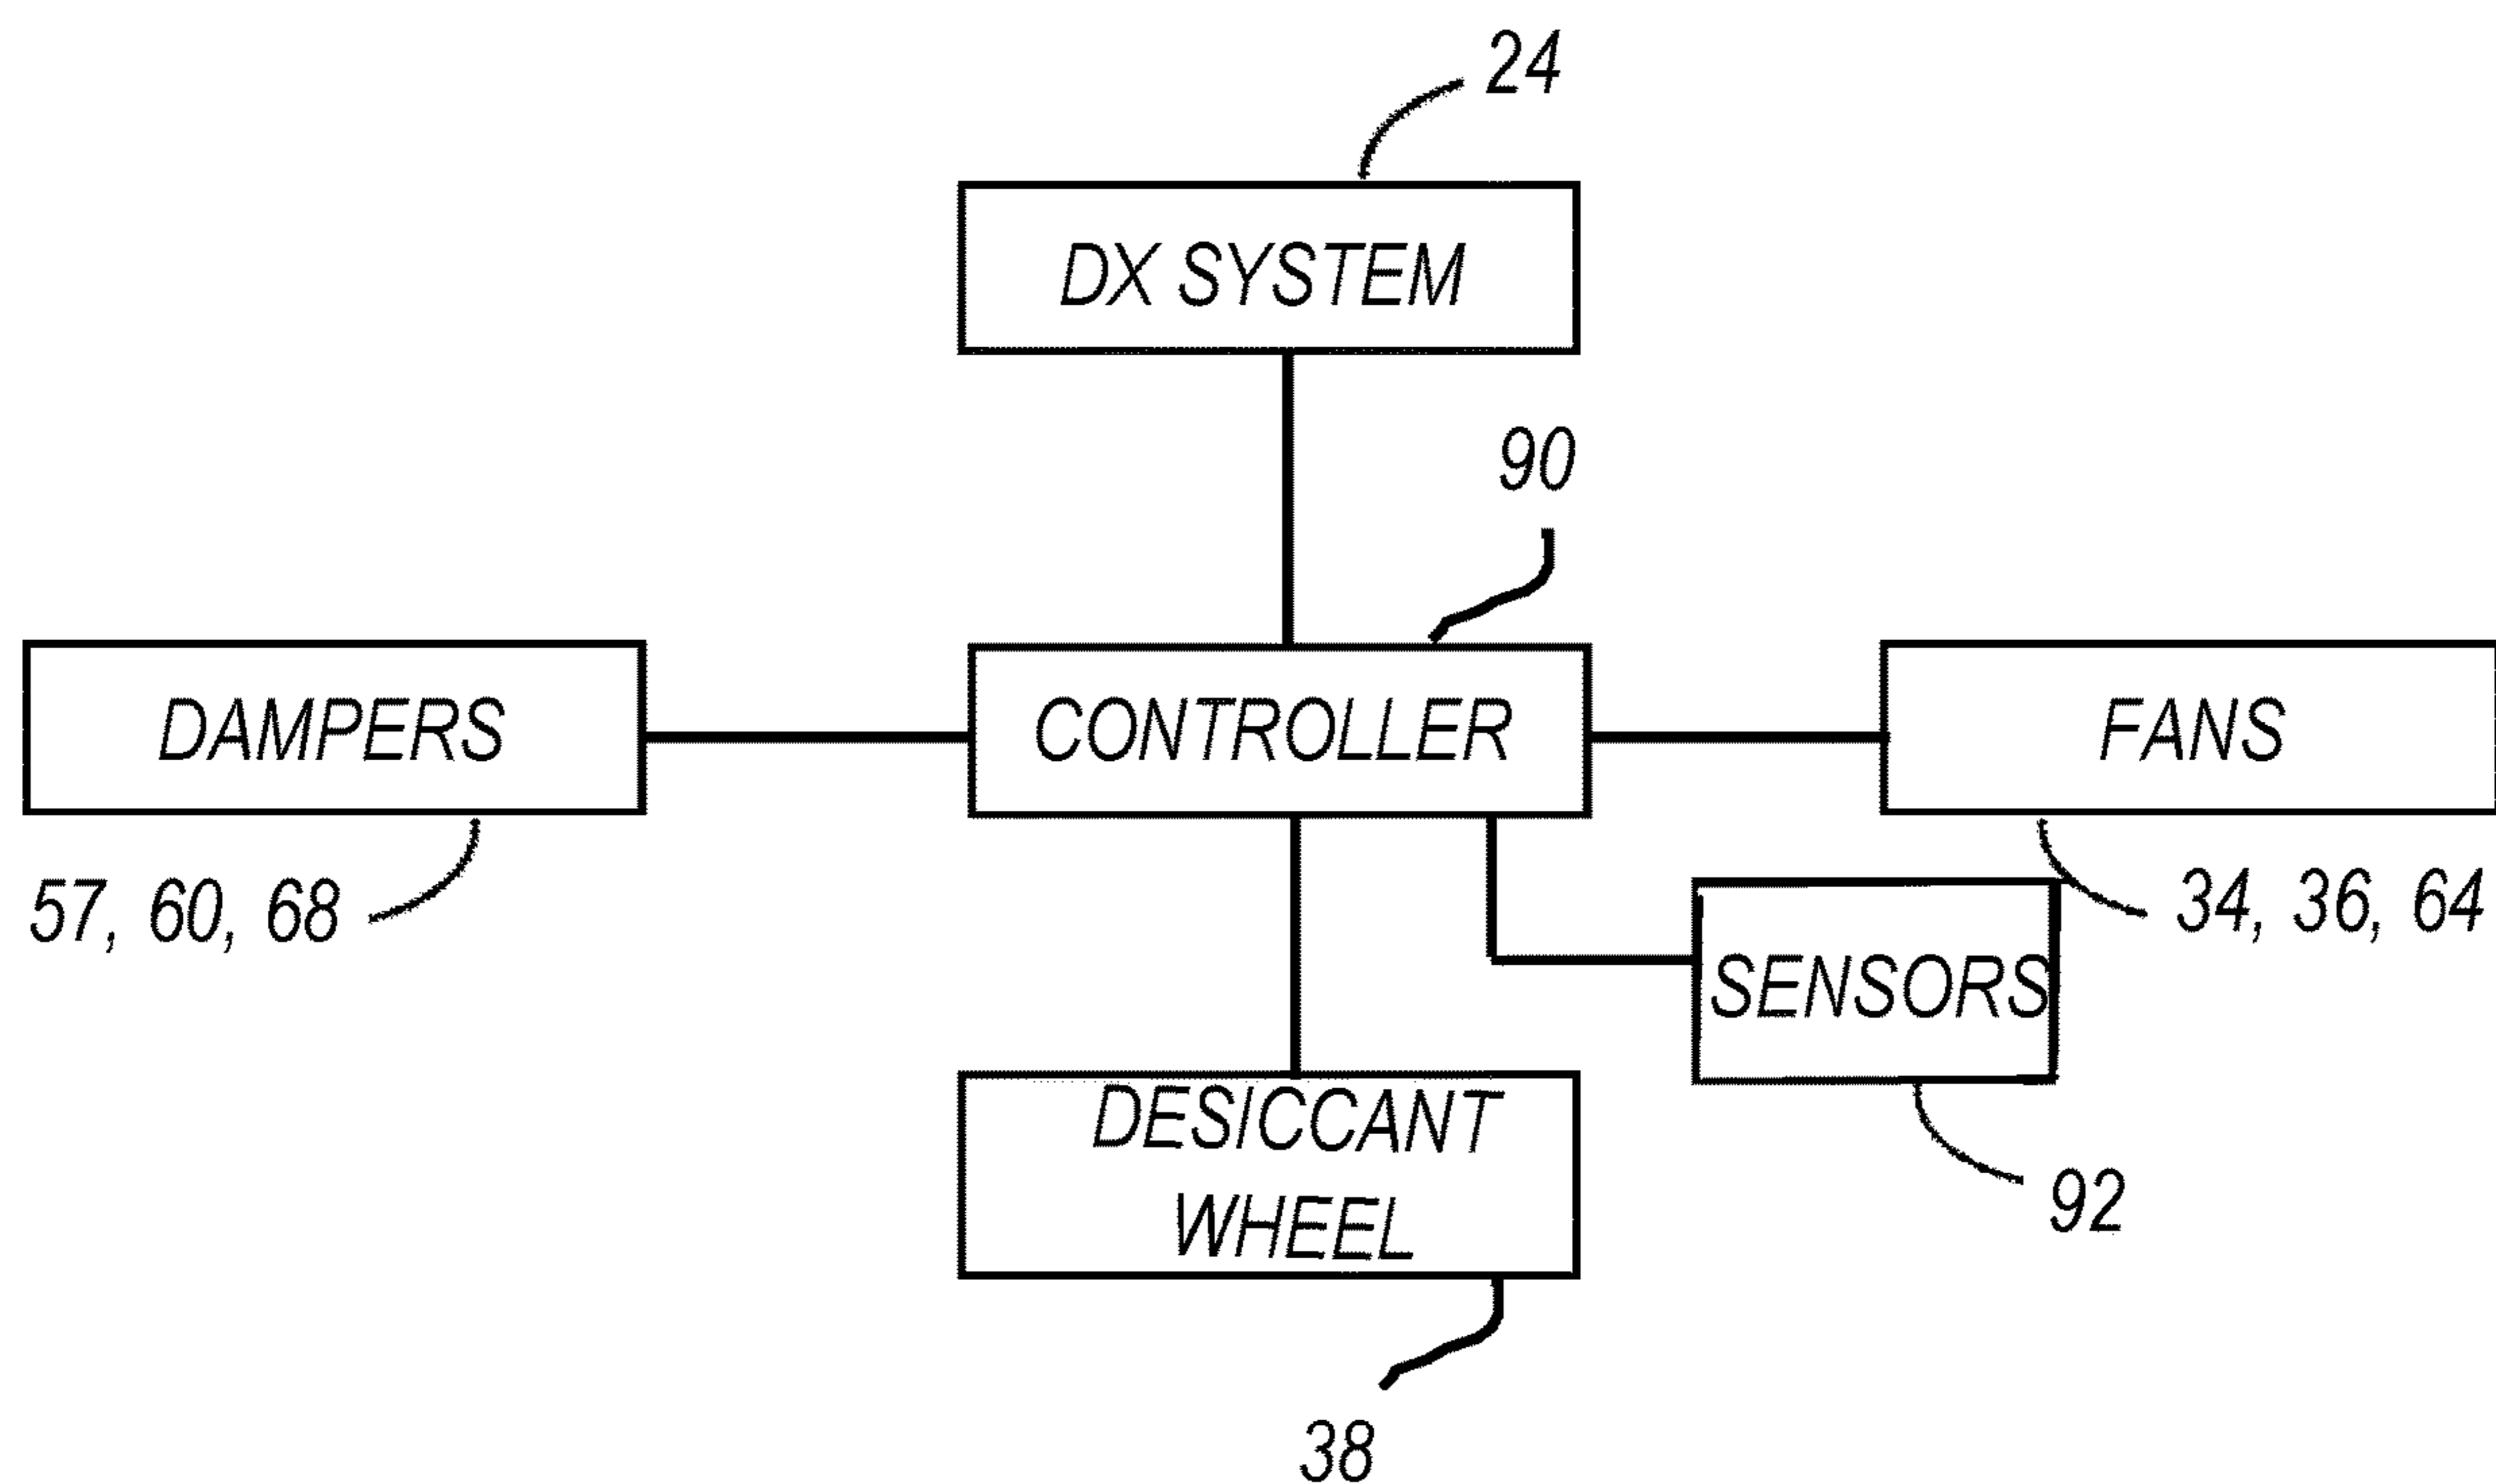 24
DX SYSTEM
90
DAMPERS
CONTROLLER
FANS
57, 60, 68
34, 36, 64
SENSORS
DESICCANT
WHEEL
92
38